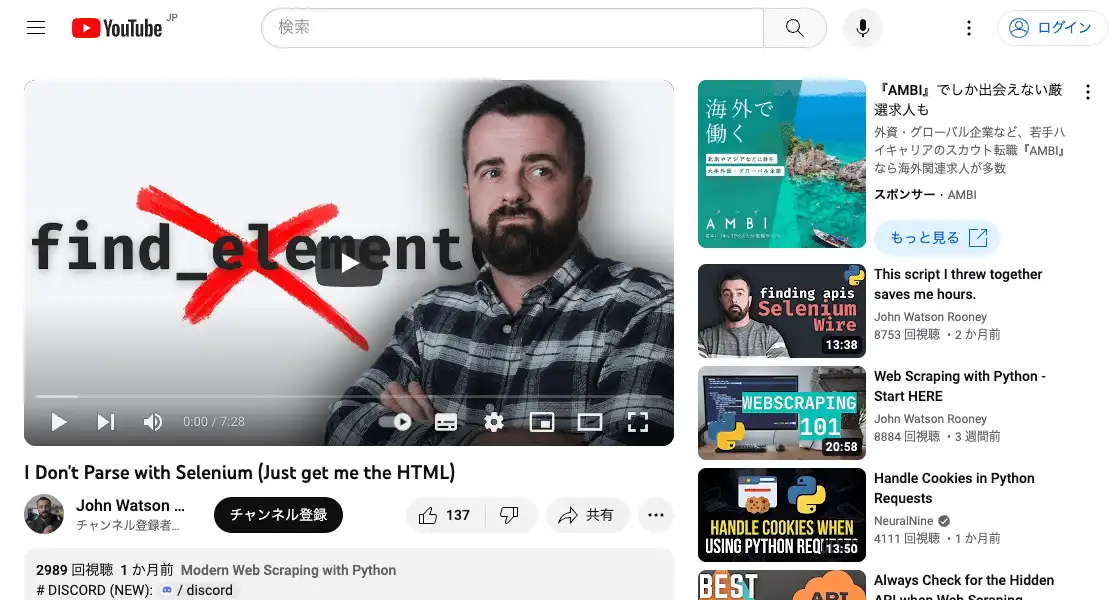 YouTube JP
検索
ログイン
find_element
0:00 / 7:28
I Don't Parse with Selenium (Just get me the HTML)
John Watson ...
チャンネル登録者...
チャンネル登録
137
共有
2989 回視聴 1 か月前 Modern Web Scraping with Python
# DISCORD (NEW): / discord
海外で
働く
北米やアジアなどに存在
大手外資・グローバル企業
AMBI
『AMBI』でしか出会えない厳
選求人も
外資・グローバル企業など、若手ハ
イキャリアのスカウト転職『AMBI』
なら海外関連求人が多数
スポンサー・AMBI
もっと見る
finding apis
Selenium
Wire
13:38
This script I threw together
saves me hours.
John Watson Rooney
8753 回視聴 ・2 か月前
WEBSCRAPING
101
20:58
Web Scraping with Python -
Start HERE
John Watson Rooney
8884 回視聴 ・3 週間前
HANDLE COOKIES WHEN
USING PYTHON REQ
13:50
Handle Cookies in Python
Requests
NeuralNine
4111 回視聴 ・1 か月前
BEST
API
Always Check for the Hidden
API when Web Scraping